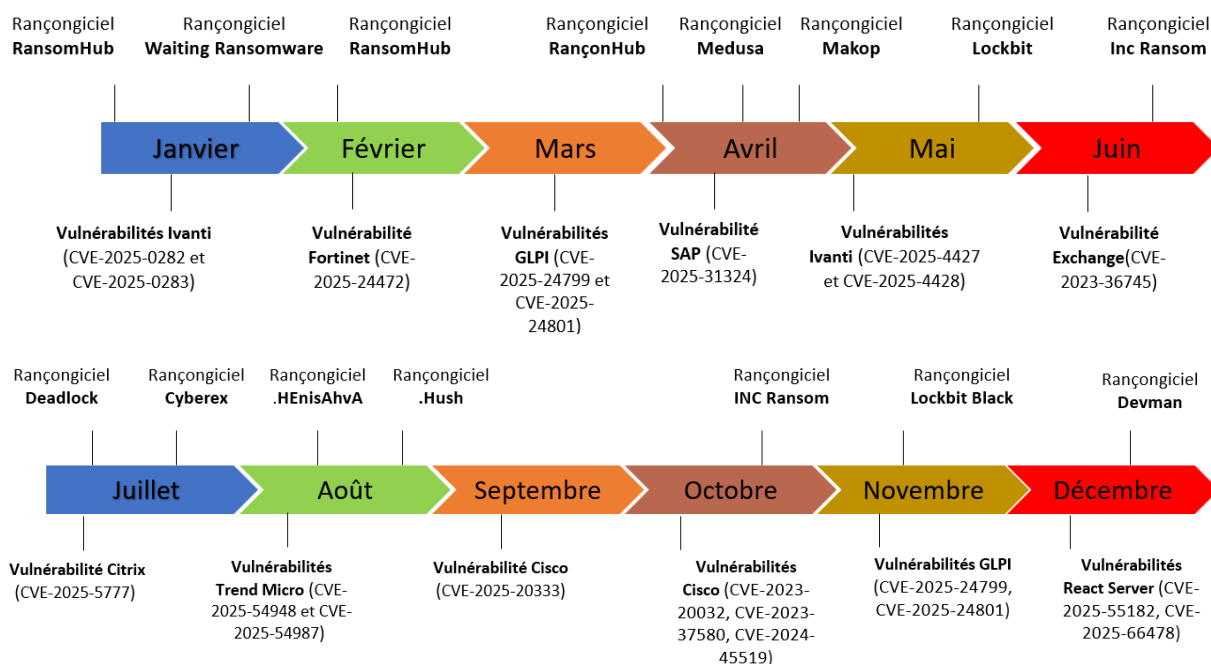 Rançongiciel
RansomHub
Rançongiciel
Waiting Ransomware
Rançongiciel
RansomHub
Rançongiciel
RançonHub
Rançongiciel
Medusa
Rançongiciel
Makop
Rançongiciel
Lockbit
Rançongiciel
Inc Ransom
Janvier
Février
Mars
Avril
Mai
Juin
Vulnérabilités Ivanti
(CVE-2025-0282 et
CVE-2025-0283)
Vulnérabilité
Fortinet (CVE-
2025-24472)
Vulnérabilités
GLPI (CVE-
2025-24799 et
CVE-2025-
24801)
Vulnérabilité
SAP (CVE-
2025-31324)
Vulnérabilités
Ivanti (CVE-2025-4427
et CVE-2025-4428)
Vulnérabilité
Exchange(CVE-
2023-36745)
Rançongiciel
Deadlock
Rançongiciel
Cyberex
Rançongiciel
.HEnisAhvA
Rançongiciel
.Hush
Rançongiciel
INC Ransom
Rançongiciel
Lockbit Black
Rançongiciel
Devman
Juillet
Août
Septembre
Octobre
Novembre
Décembre
Vulnérabilité Citrix
(CVE-2025-5777)
Vulnérabilités
Trend Micro (CVE-
2025-54948 et CVE-
2025-54987)
Vulnérabilité Cisco
(CVE-2025-20333)
Vulnérabilités
Cisco (CVE-2023-
20032, CVE-2023-
37580, CVE-2024-
45519)
Vulnérabilités GLPI
(CVE-2025-24799,
CVE-2025-24801)
Vulnérabilités
React Server (CVE-
2025-55182, CVE-
2025-66478)